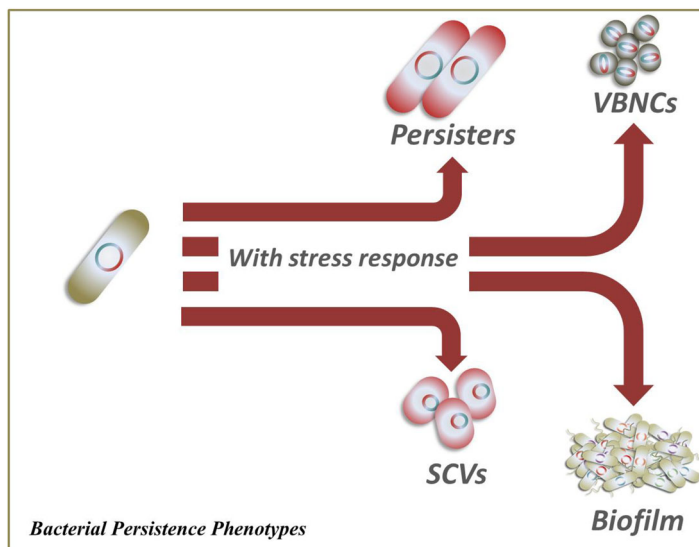 VBNCs
Persisters
With stress response
SCVs
Biofilm
Bacterial Persistence Phenotypes